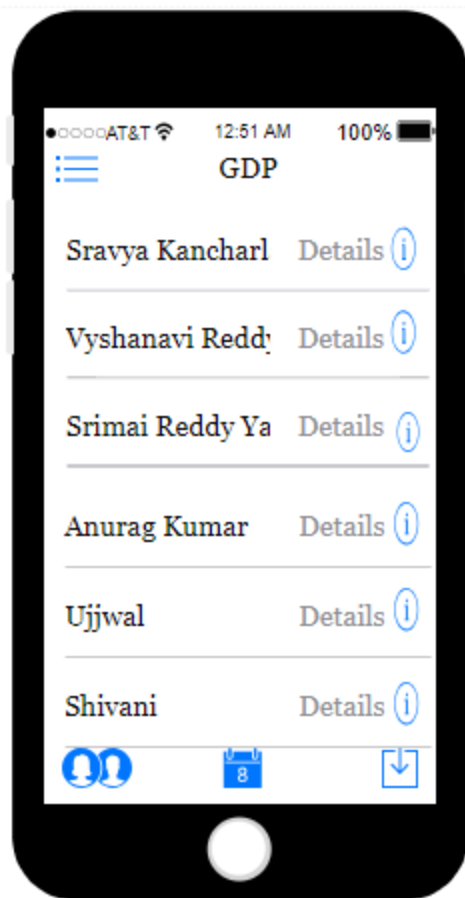 AT&T 12:51 AM 100%
GDP
Sravya Kancharl Details i
Vyshanavi Reddy Details i
Srimai Reddy Ya Details i
Anurag Kumar Details i
Ujjwal Details i
Shivani Details i
8